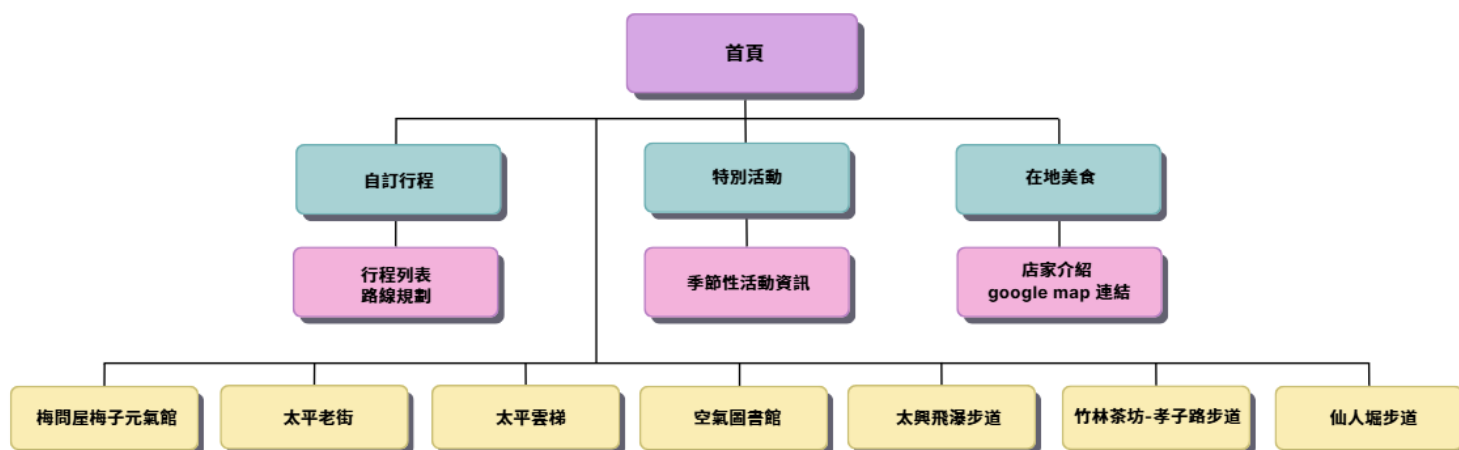 首頁
自訂行程
特別活動
在地美食
行程列表
路線規劃
季節性活動資訊
店家介紹
google map 連結
梅問屋梅子元氣館
太平老街
太平雲梯
空氣圖書館
太興飛瀑步道
竹林茶坊-孝子路步道
仙人堀步道